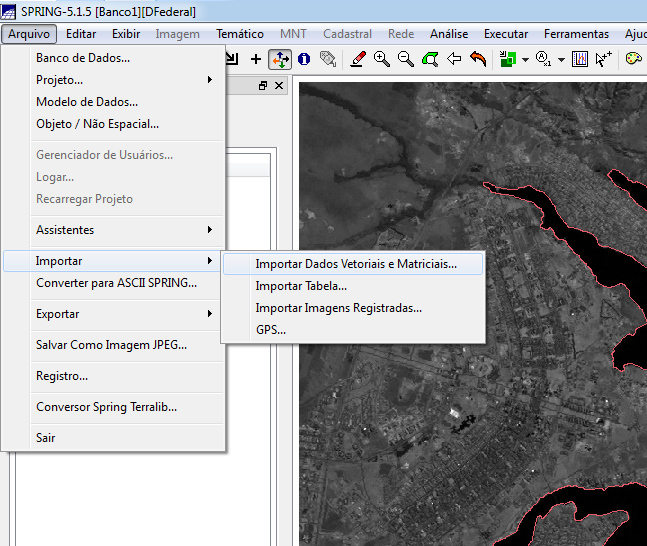 SPRING-5.1.5 [Banco1][DFederal]
Arquivo Editar Exibir Imagem Temático MNT Cadastral Rede Análise Executar Ferramentas Ajuc
Banco de Dados...
Projeto...
Modelo de Dados...
Objeto / Não Espacial...
Gerenciador de Usuários...
Logar...
Recarregar Projeto
Assistentes
Importar
Importar Dados Vetoriais e Matriciais...
Importar Tabela...
Importar Imagens Registradas...
GPS...
Converter para ASCII SPRING...
Exportar
Salvar Como Imagem JPEG...
Registro...
Conversor Spring Terralib...
Sair